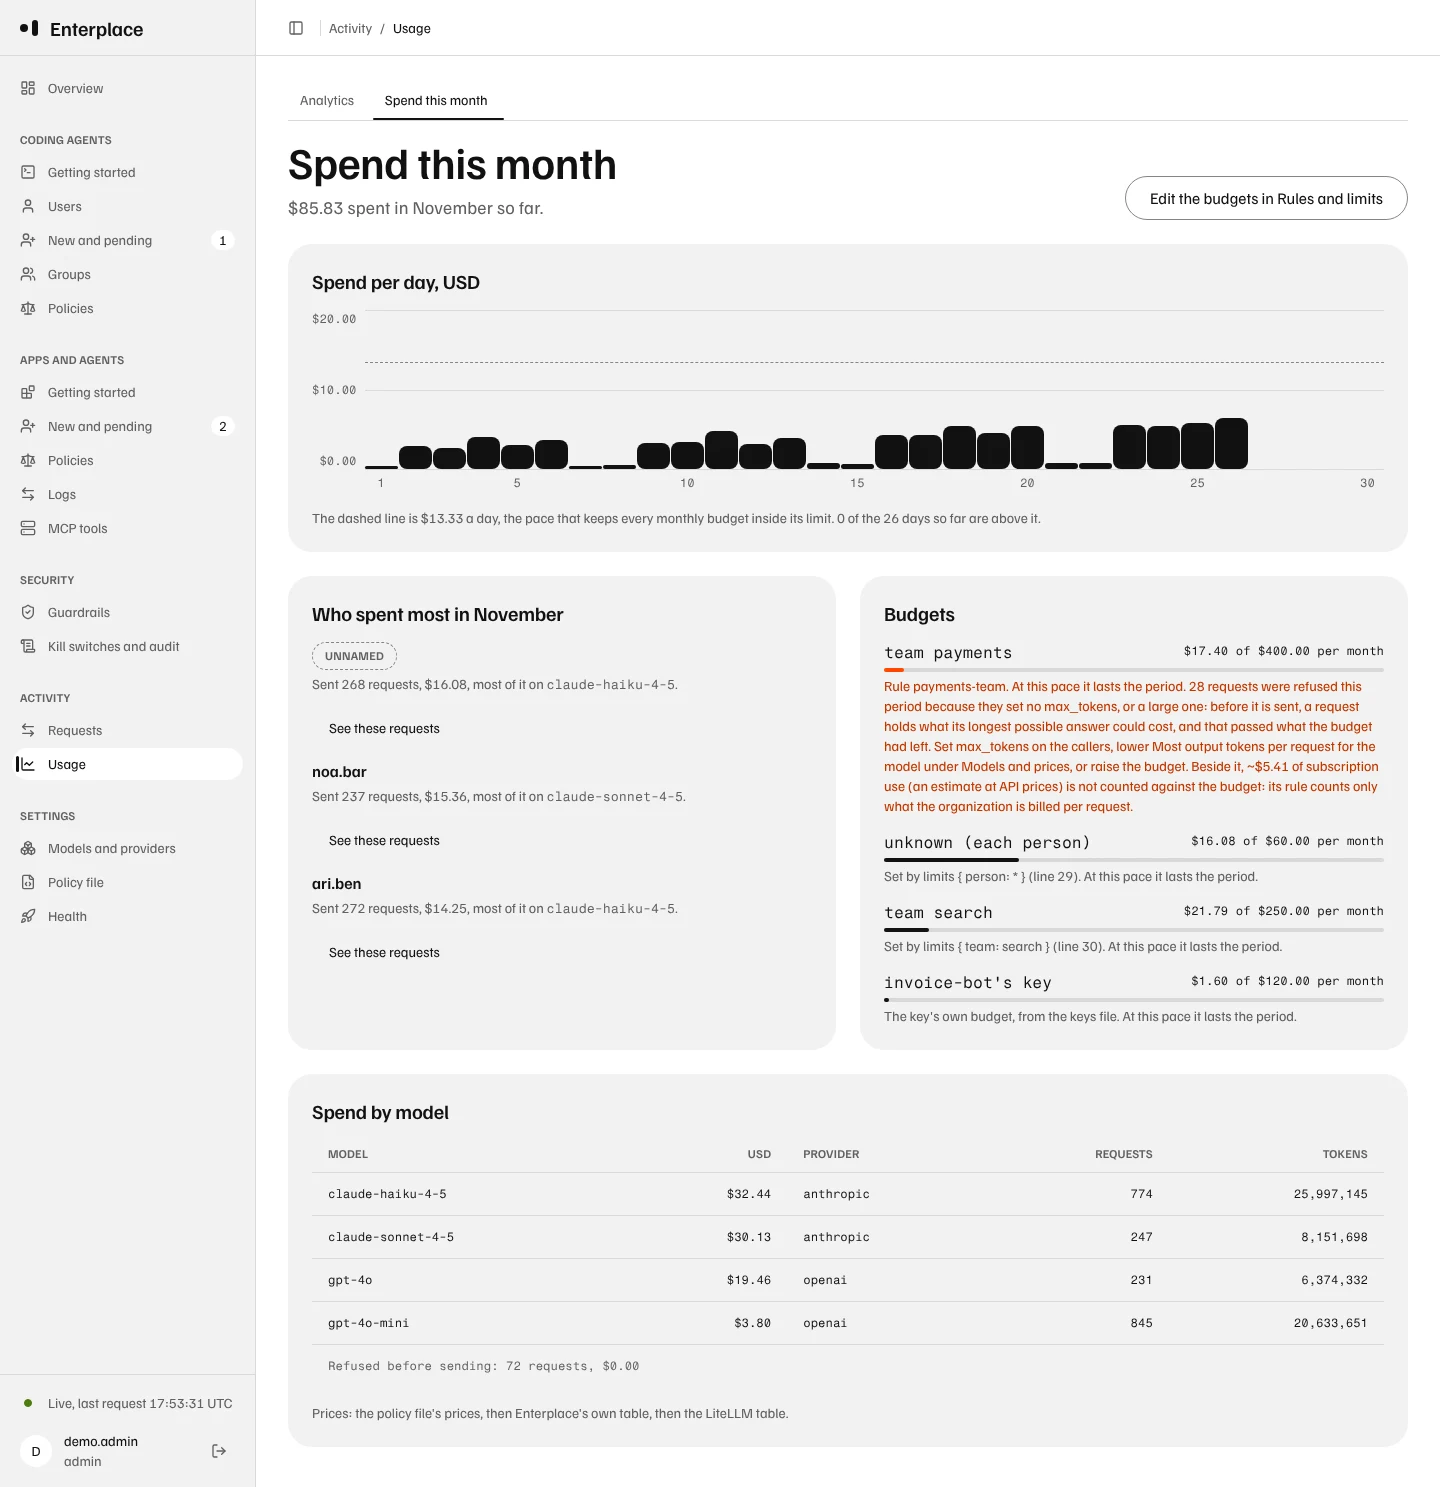 Enterplace
Overview
CODING AGENTS
Getting started
Users
New and pending 1
Groups
Policies
APPS AND AGENTS
Getting started
New and pending 2
Policies
Logs
MCP tools
SECURITY
Guardrails
Kill switches and audit
ACTIVITY
Requests
Usage
SETTINGS
Models and providers
Policy file
Health
Live, last request 17:53:31 UTC
D
demo.admin
admin
Activity / Usage
Analytics Spend this month
Spend this month
$85.83 spent in November so far.
Edit the budgets in Rules and limits
Spend per day, USD
$20.00
$10.00
$0.00
1 5 10 15 20 25 30
The dashed line is $13.33 a day, the pace that keeps every monthly budget inside its limit. 0 of the 26 days so far are above it.
Who spent most in November
UNNAMED
Sent 268 requests, $16.08, most of it on claude-haiku-4-5.
See these requests
noa.bar
Sent 237 requests, $15.36, most of it on claude-sonnet-4-5.
See these requests
ari.ben
Sent 272 requests, $14.25, most of it on claude-haiku-4-5.
See these requests
Budgets
team payments $17.40 of $400.00 per month
Rule payments-team. At this pace it lasts the period. 28 requests were refused this
period because they set no max_tokens, or a large one: before it is sent, a request
holds what its longest possible answer could cost, and that passed what the budget
had left. Set max_tokens on the callers, lower Most output tokens per request for the
model under Models and prices, or raise the budget. Beside it, ~$5.41 of subscription
use (an estimate at API prices) is not counted against the budget: its rule counts only
what the organization is billed per request.
unknown (each person) $16.08 of $60.00 per month
Set by limits { person: * } (line 29). At this pace it lasts the period.
team search $21.79 of $250.00 per month
Set by limits { team: search } (line 30). At this pace it lasts the period.
invoice-bot's key $1.60 of $120.00 per month
The key's own budget, from the keys file. At this pace it lasts the period.
Spend by model
MODEL USD PROVIDER REQUESTS TOKENS
claude-haiku-4-5 $32.44 anthropic 774 25,997,145
claude-sonnet-4-5 $30.13 anthropic 247 8,151,698
gpt-4o $19.46 openai 231 6,374,332
gpt-4o-mini $3.80 openai 845 20,633,651
Refused before sending: 72 requests, $0.00
Prices: the policy file's prices, then Enterplace's own table, then the LiteLLM table.